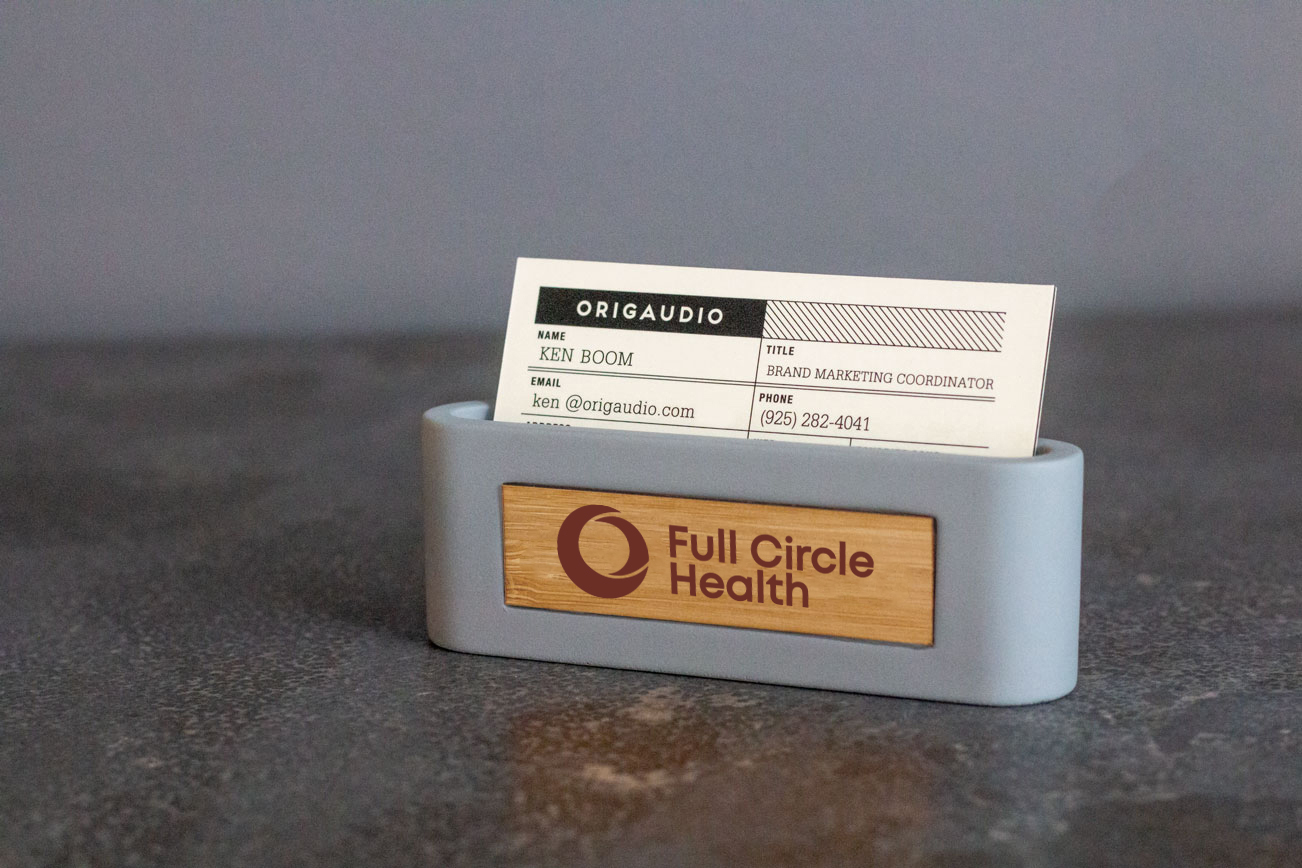 ORIGAUDIO
NAME
KEN BOOM
TITLE
BRAND MARKETING COORDINATOR
EMAIL
ken @origaudio.com
PHONE
(925) 282-4041
ADDRESS
Full Circle
Health